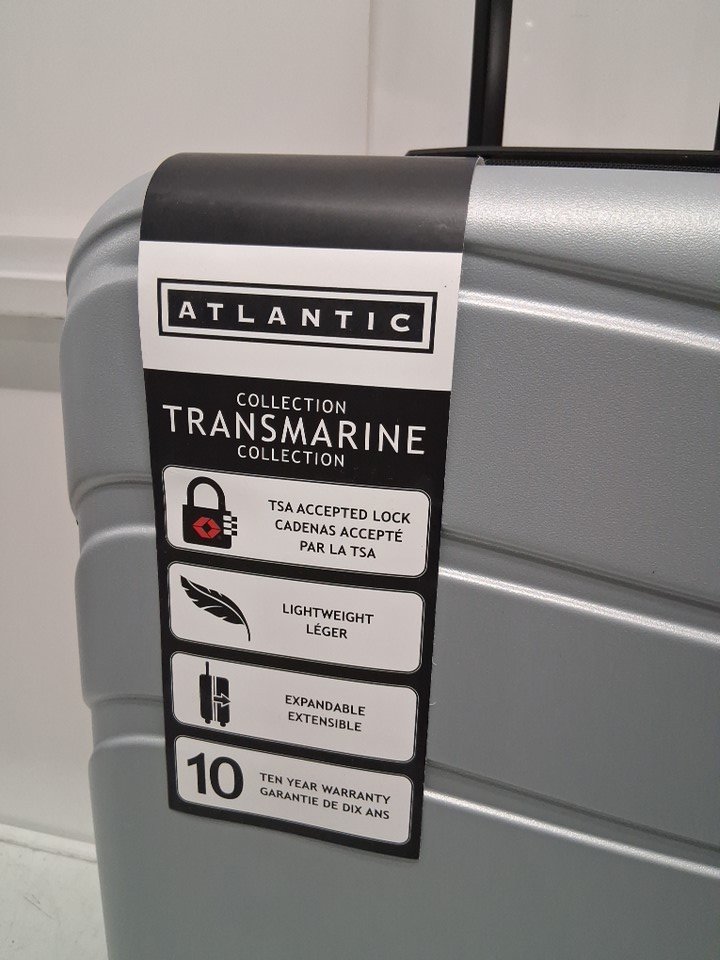 ATLANTIC
COLLECTION
TRANSMARINE
COLLECTION
TSA ACCEPTED LOCK
CADENAS ACCEPTÉ
PAR LA TSA
LIGHTWEIGHT
LÉGER
EXPANDABLE
EXTENSIBLE
10
TEN YEAR WARRANTY
GARANTIE DE DIX ANS